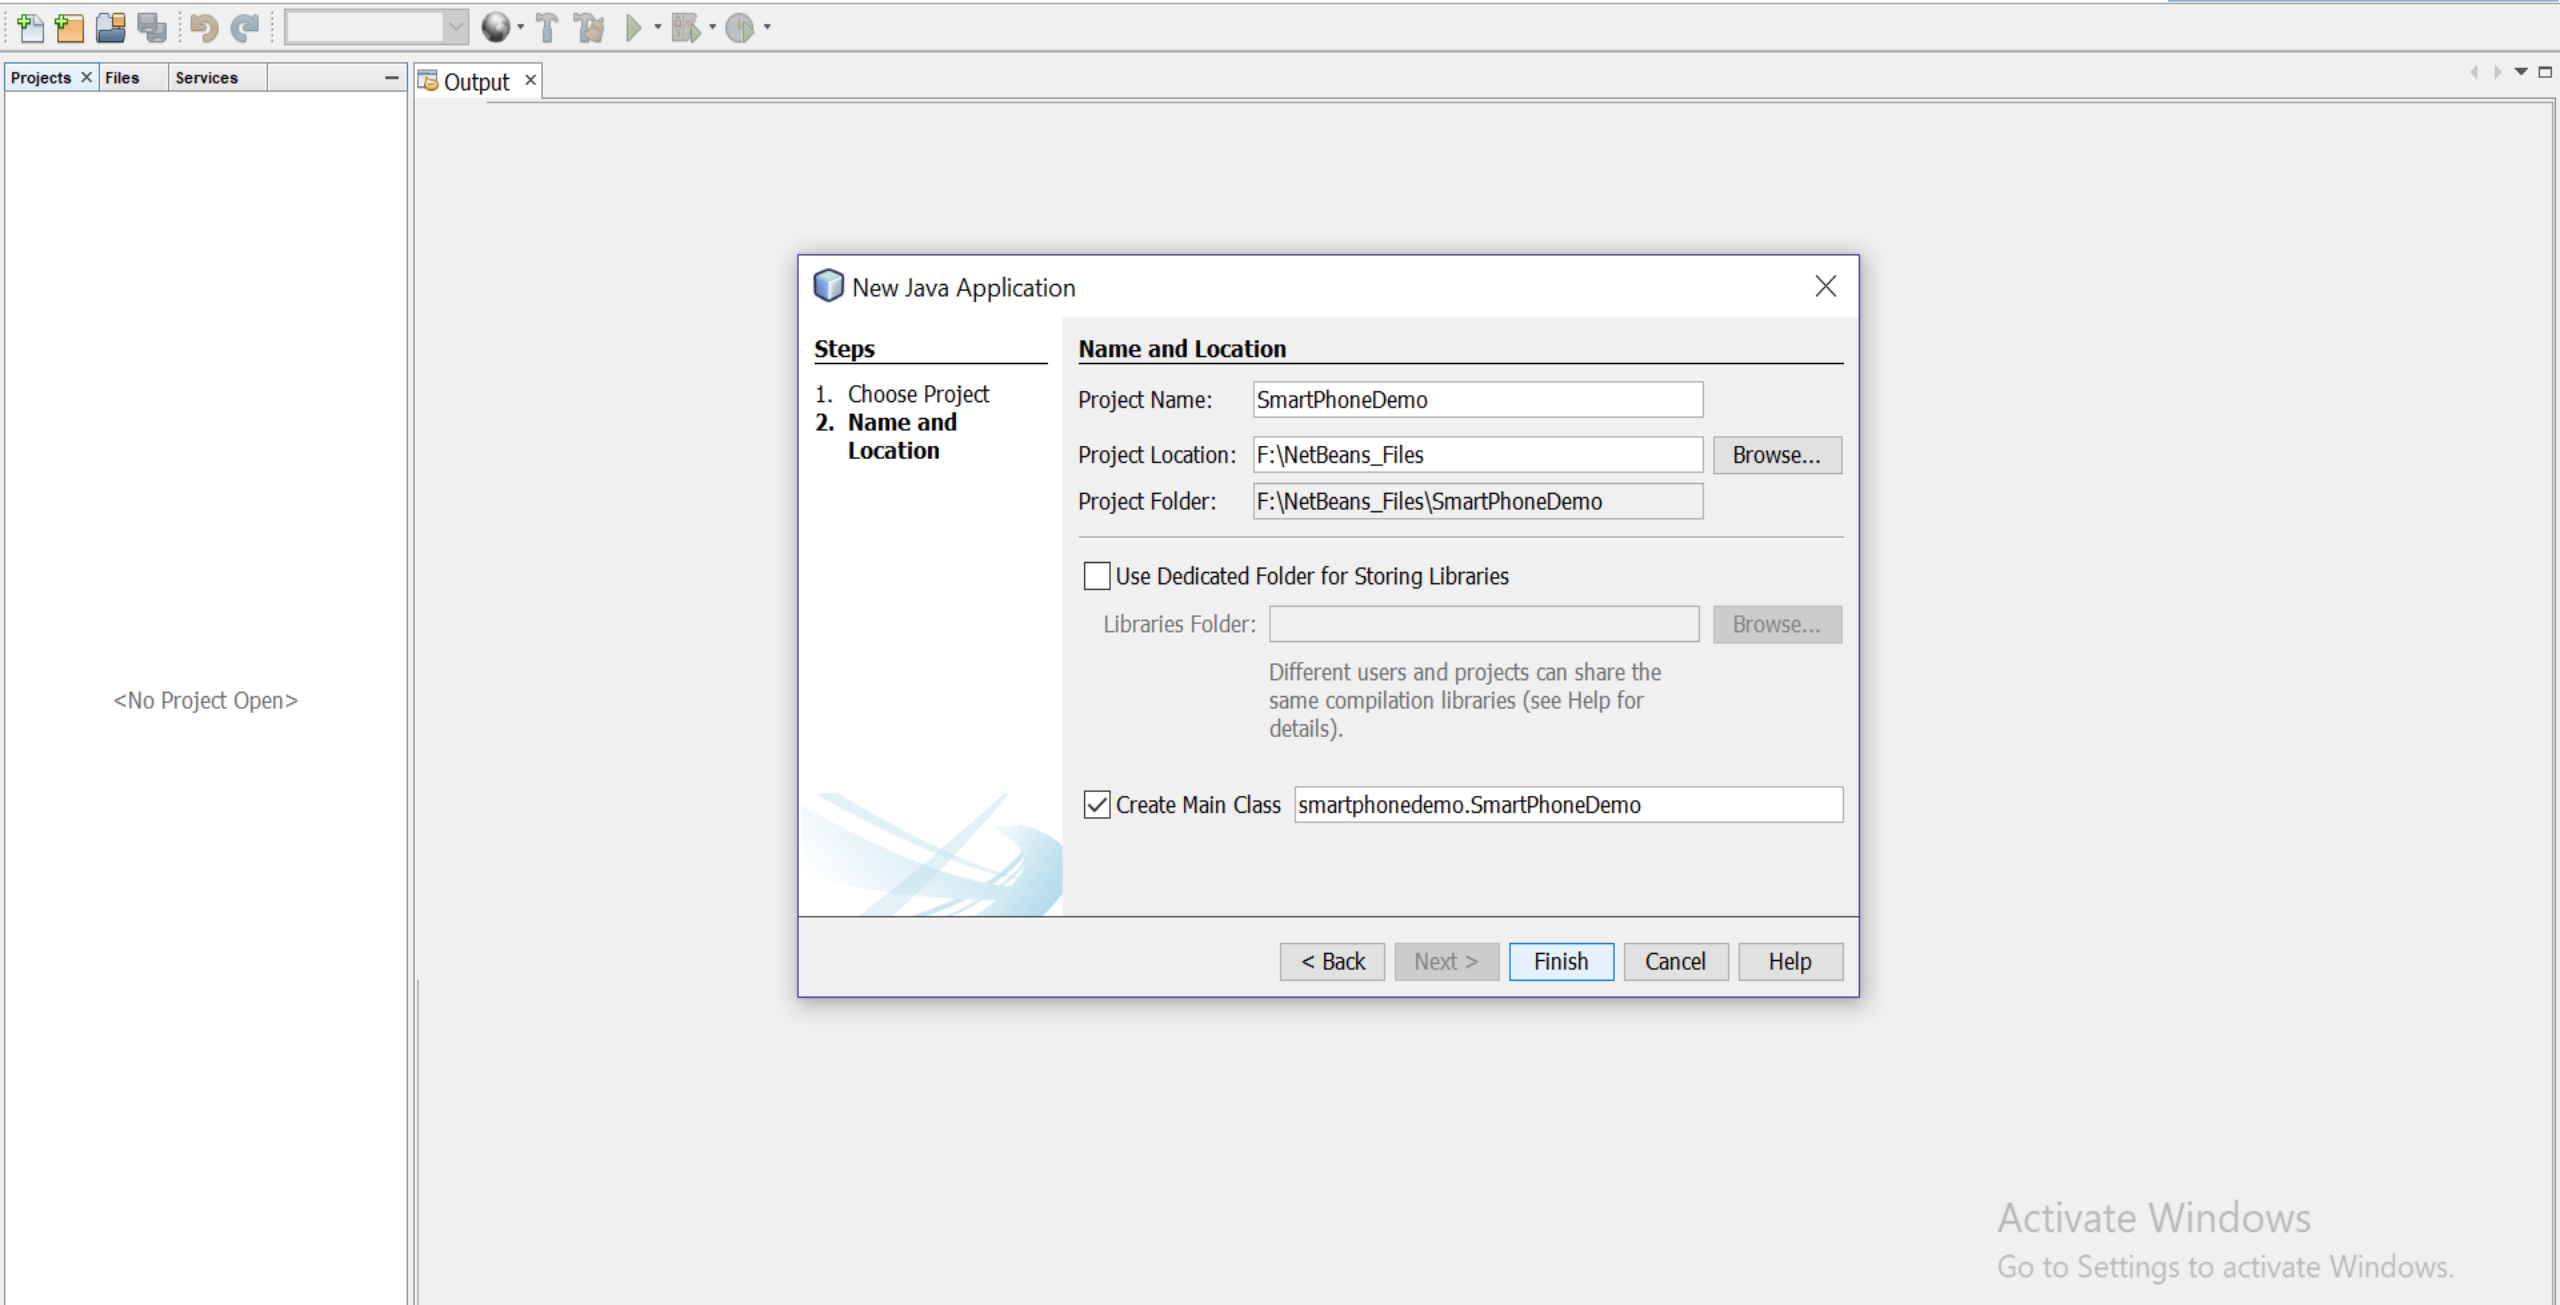 Projects
Files
Services
Output
<No Project Open>
New Java Application
Steps
1. Choose Project
2. Name and
Location
Name and Location
Project Name: SmartPhoneDemo
Project Location: F:\NetBeans_Files Browse...
Project Folder: F:\NetBeans_Files\SmartPhoneDemo
Use Dedicated Folder for Storing Libraries
Libraries Folder: Browse...
Different users and projects can share the
same compilation libraries (see Help for
details).
Create Main Class smartphonedemo.SmartPhoneDemo
< Back Next > Finish Cancel Help
Activate Windows
Go to Settings to activate Windows.